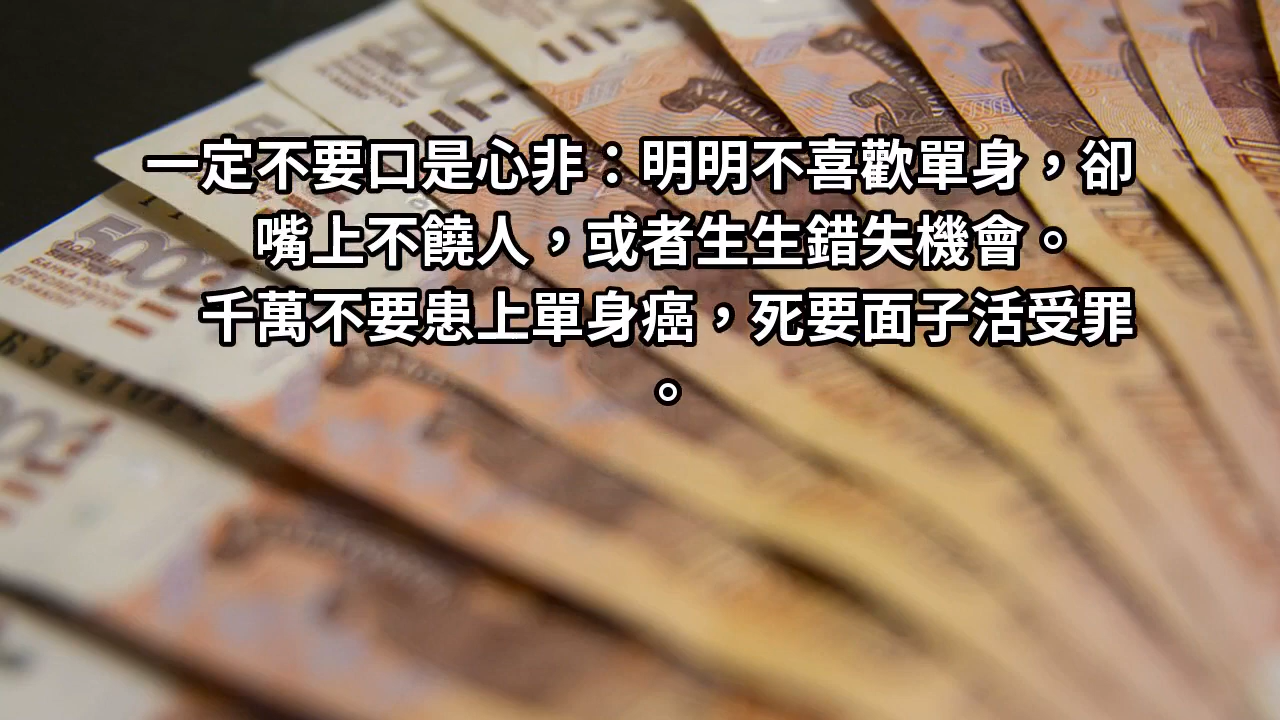 一定不要口是心非：明明不喜歡單身，卻
嘴上不饒人，或者生生錯失機會。
千萬不要患上單身癌，死要面子活受罪
。